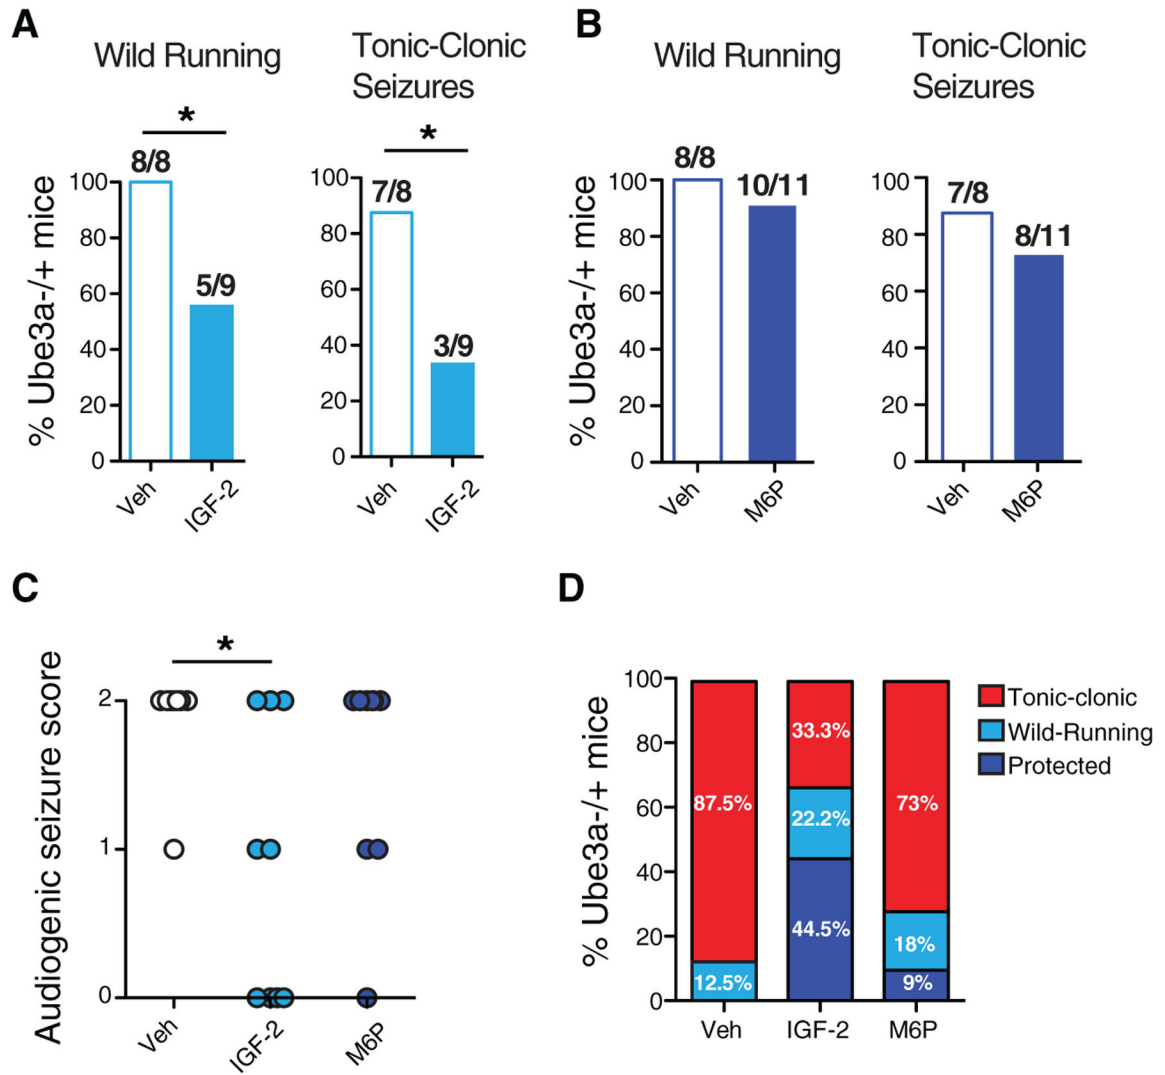 A
Wild Running
Tonic-Clonic
Seizures
*
*
% Ube3a-/+ mice
100
80
60
40
20
0
8/8
5/9
Veh
IGF-2
100
80
60
40
20
0
7/8
3/9
Veh
IGF-2
B
Wild Running
Tonic-Clonic
Seizures
% Ube3a-/+ mice
100
80
60
40
20
0
8/8
10/11
Veh
M6P
100
80
60
40
20
0
7/8
8/11
Veh
M6P
C
*
Audiogenic seizure score
2
1
0
Veh
IGF-2
M6P
D
% Ube3a-/+ mice
100
80
60
40
20
0
87.5%
12.5%
33.3%
22.2%
44.5%
73%
18%
9%
Veh
IGF-2
M6P
Tonic-clonic
Wild-Running
Protected